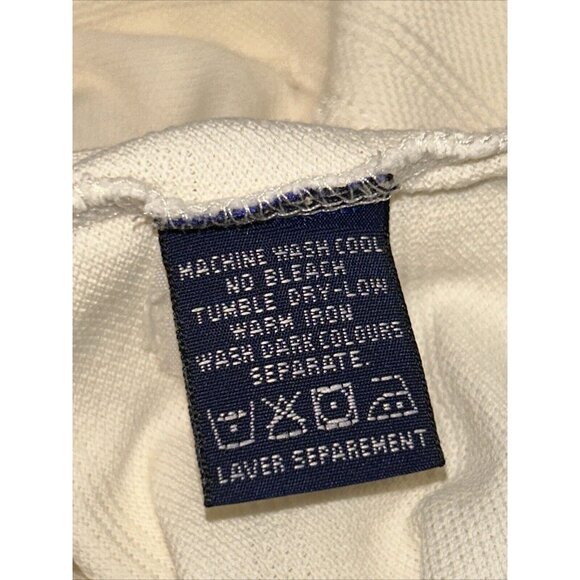 MACHINE WASH COOL
NO BLEACH
TUMBLE DRY-LOW
WARM IRON
WASH DARK COLOURS
SEPARATE.
LAVER SEPAREMENT